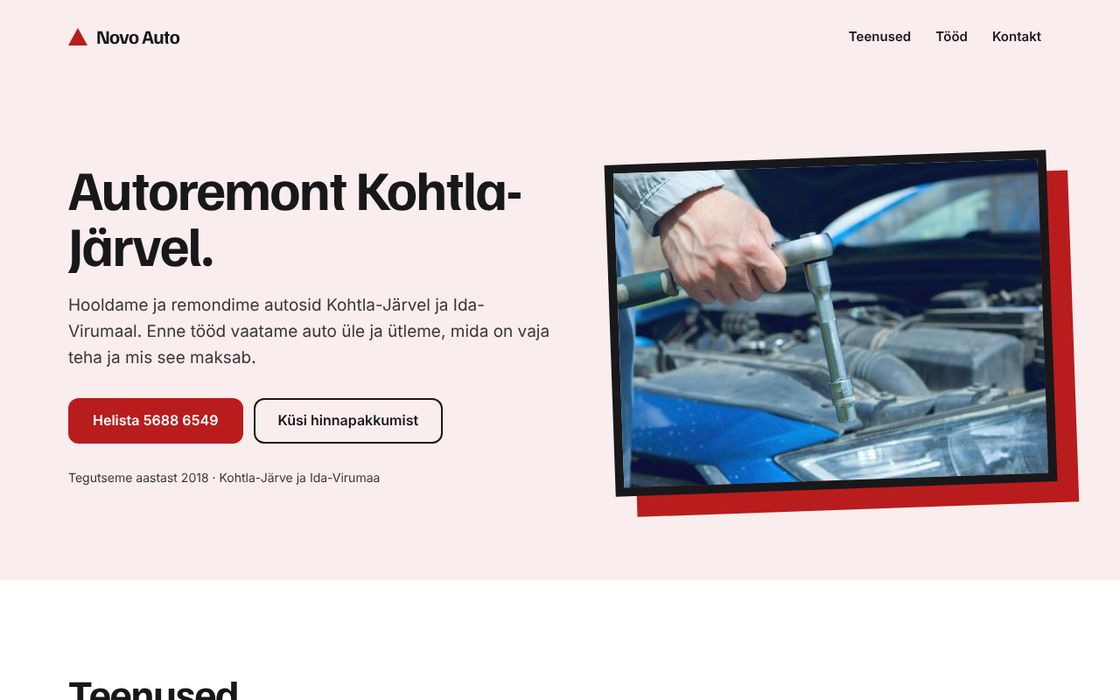 Novo Auto
Teenused
Tööd
Kontakt
Autoremont Kohtla-
Järvel.
Hooldame ja remondime autosid Kohtla-Järvel ja Ida-
Virumaal. Enne tööd vaatame auto üle ja ütleme, mida on vaja
teha ja mis see maksab.
Helista 5688 6549
Küsi hinnapakkumist
Tegutseme aastast 2018 · Kohtla-Järve ja Ida-Virumaa
Teenused